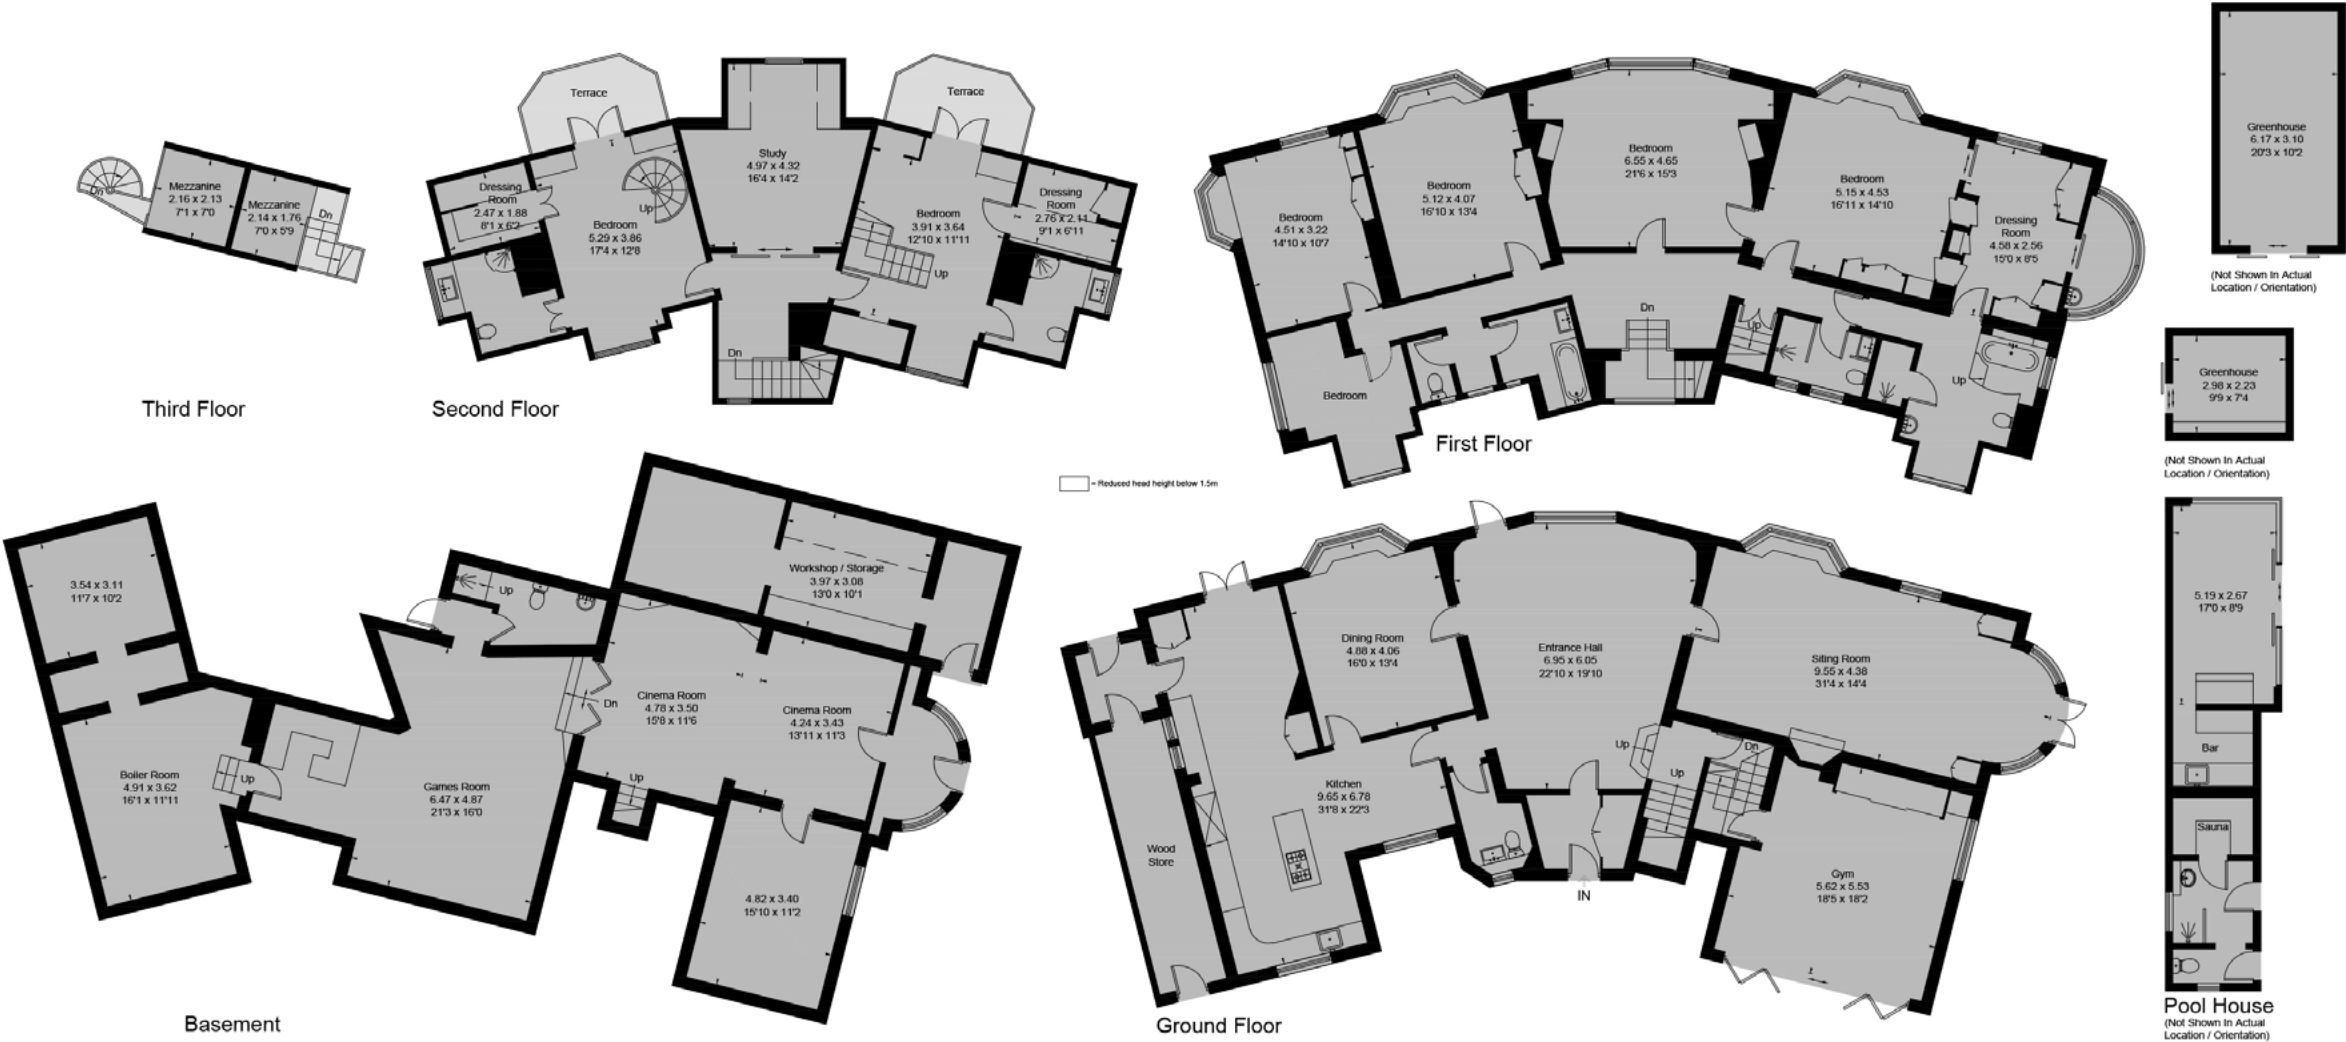 Dn
Mezzanine
2.16 x 2.13
7'1 x 7'0
Mezzanine
2.14 x 1.76
7'0 x 5'9
Dn
Third Floor
Terrace
Terrace
Study
4.97 x 4.32
16'4 x 14'2
Dressing
Room
2.47 x 1.88
8'1 x 6'2
Up
Bedroom
5.29 x 3.86
17'4 x 12'8
Bedroom
3.91 x 3.64
12'10 x 11'11
Up
Dressing
Room
2.76 x 2.11
9'1 x 6'11
Dn
Second Floor
Bedroom
4.51 x 3.22
14'10 x 10'7
Bedroom
5.12 x 4.07
16'10 x 13'4
Bedroom
6.55 x 4.65
21'6 x 15'3
Bedroom
5.15 x 4.53
16'11 x 14'10
Dressing
Room
4.58 x 2.56
15'0 x 8'5
Dn
Up
Up
Bedroom
First Floor
Greenhouse
6.17 x 3.10
20'3 x 10'2
(Not Shown In Actual
Location / Orientation)
Greenhouse
2.98 x 2.23
9'9 x 7'4
(Not Shown In Actual
Location / Orientation)
= Reduced head height below 1.5m
3.54 x 3.11
11'7 x 10'2
Up
Workshop / Storage
3.97 x 3.08
13'0 x 10'1
Cinema Room
4.78 x 3.50
15'8 x 11'6
Dn
Cinema Room
4.24 x 3.43
13'11 x 11'3
Boiler Room
4.91 x 3.62
16'1 x 11'11
Up
Games Room
6.47 x 4.87
21'3 x 16'0
Up
4.82 x 3.40
15'10 x 11'2
Basement
Dining Room
4.88 x 4.06
16'0 x 13'4
Entrance Hall
6.95 x 6.05
22'10 x 19'10
Siting Room
9.55 x 4.38
31'4 x 14'4
Up
Dn
Up
Kitchen
9.65 x 6.78
31'8 x 22'3
Wood
Store
IN
Gym
5.62 x 5.53
18'5 x 18'2
Ground Floor
5.19 x 2.67
17'0 x 8'9
Bar
Sauna
Pool House
(Not Shown In Actual
Location / Orientation)